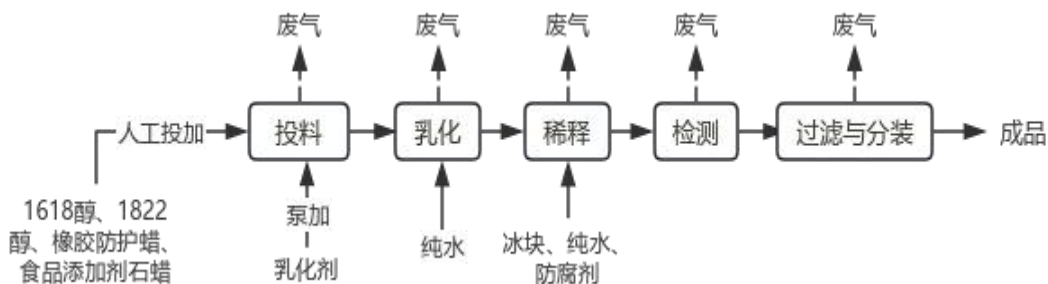 废气 废气 废气 废气 废气
人工投加 投料 乳化 稀释 检测 过滤与分装 成品
1618醇、1822
醇、橡胶防护蜡、
食品添加剂石蜡
泵加
乳化剂
纯水
冰块、纯水、
防腐剂